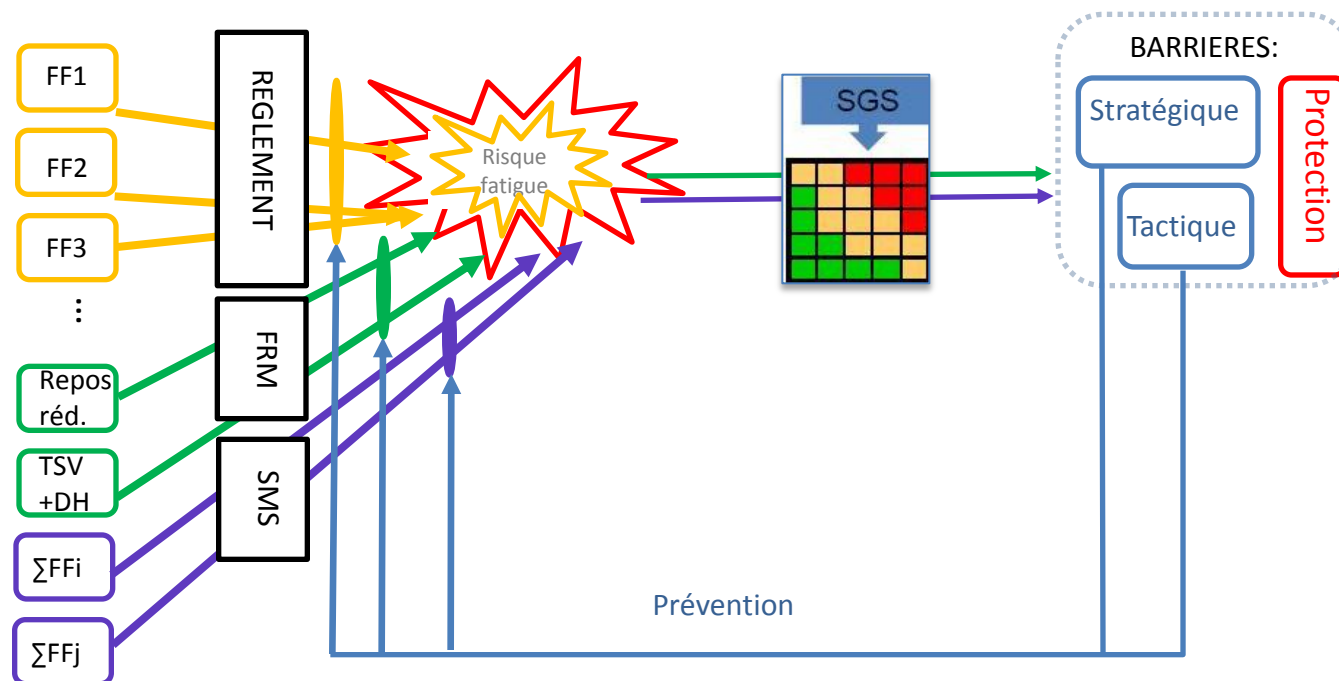 FF1
FF2
FF3
...
Repos
réd.
TSV
+DH
∑FFi
∑FFj
REGLEMENT
FRM
SMS
Risque
fatigue
SGS
BARRIERES:
Stratégique
Tactique
Protection
Prévention